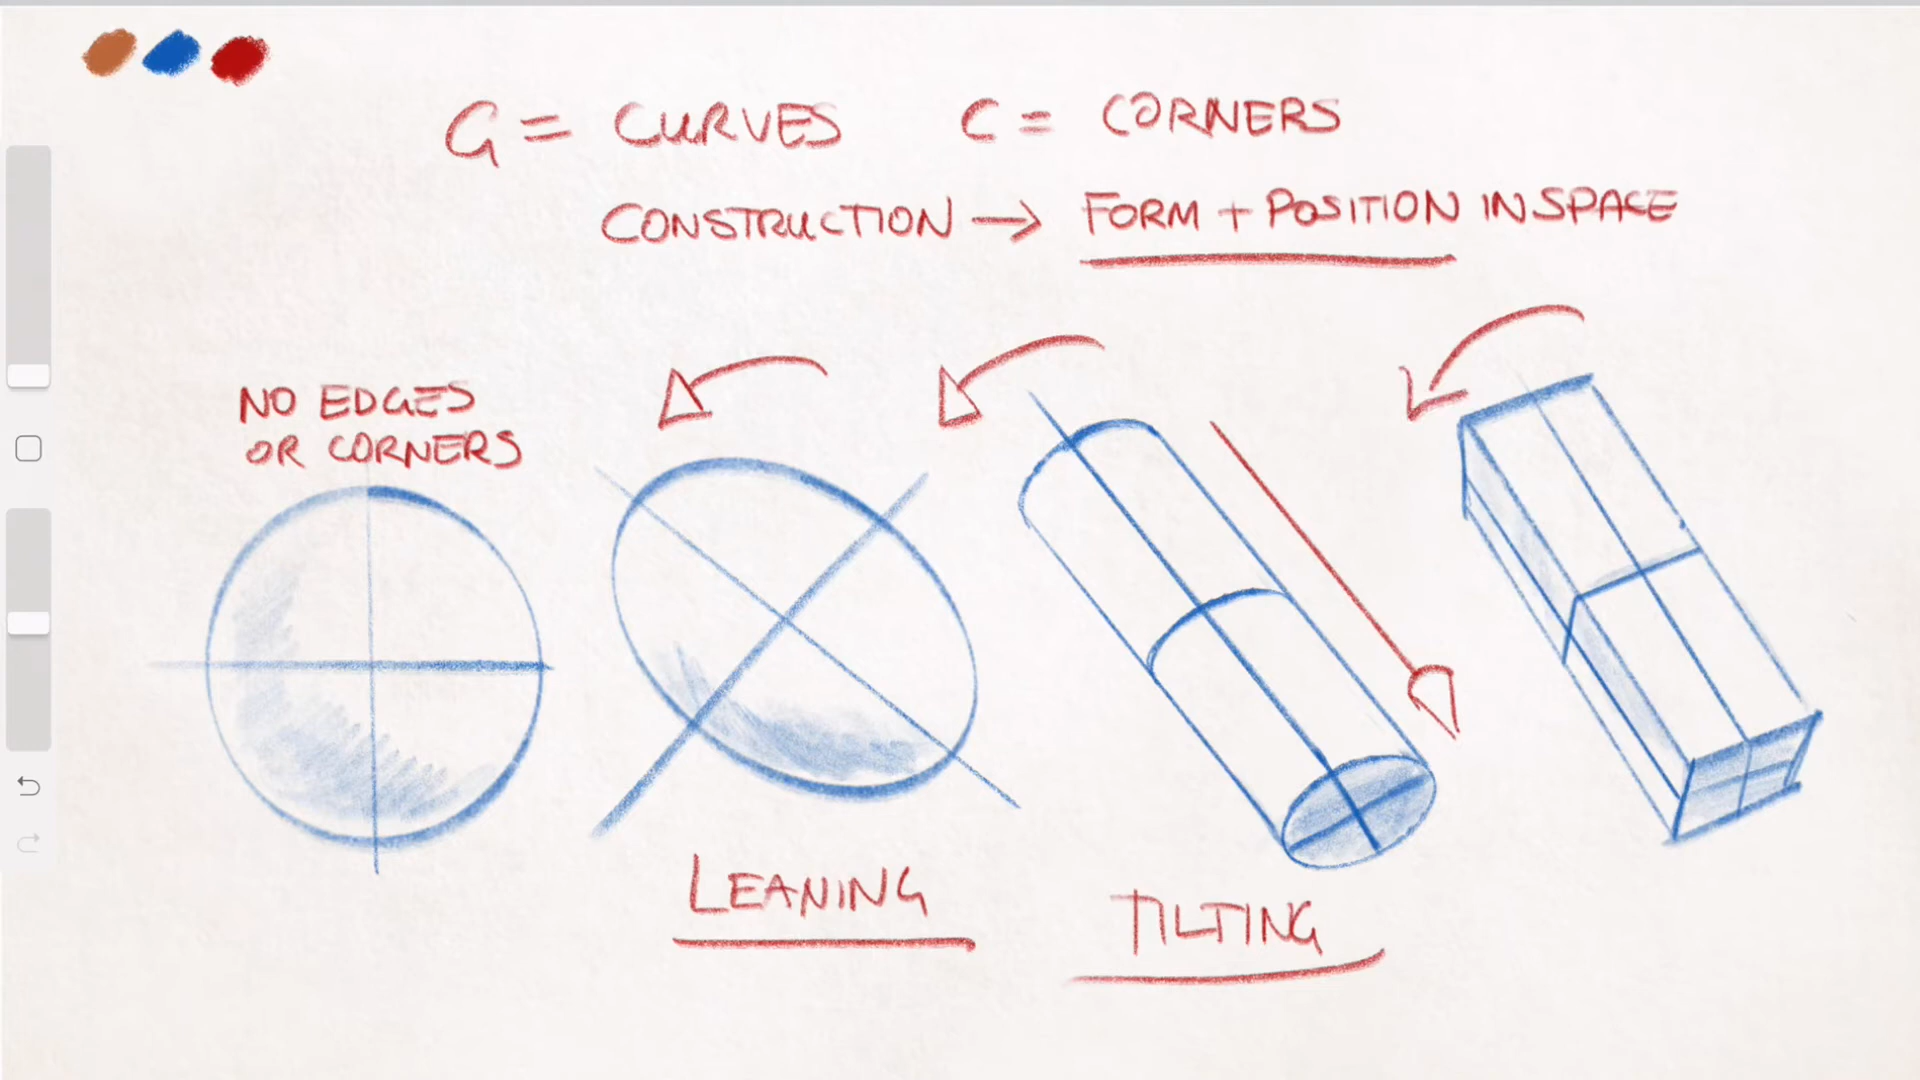 G = CURVES C = CORNERS
CONSTRUCTION → FORM + POSITION IN SPACE
NO EDGES
OR CORNERS
LEANING
TILTING